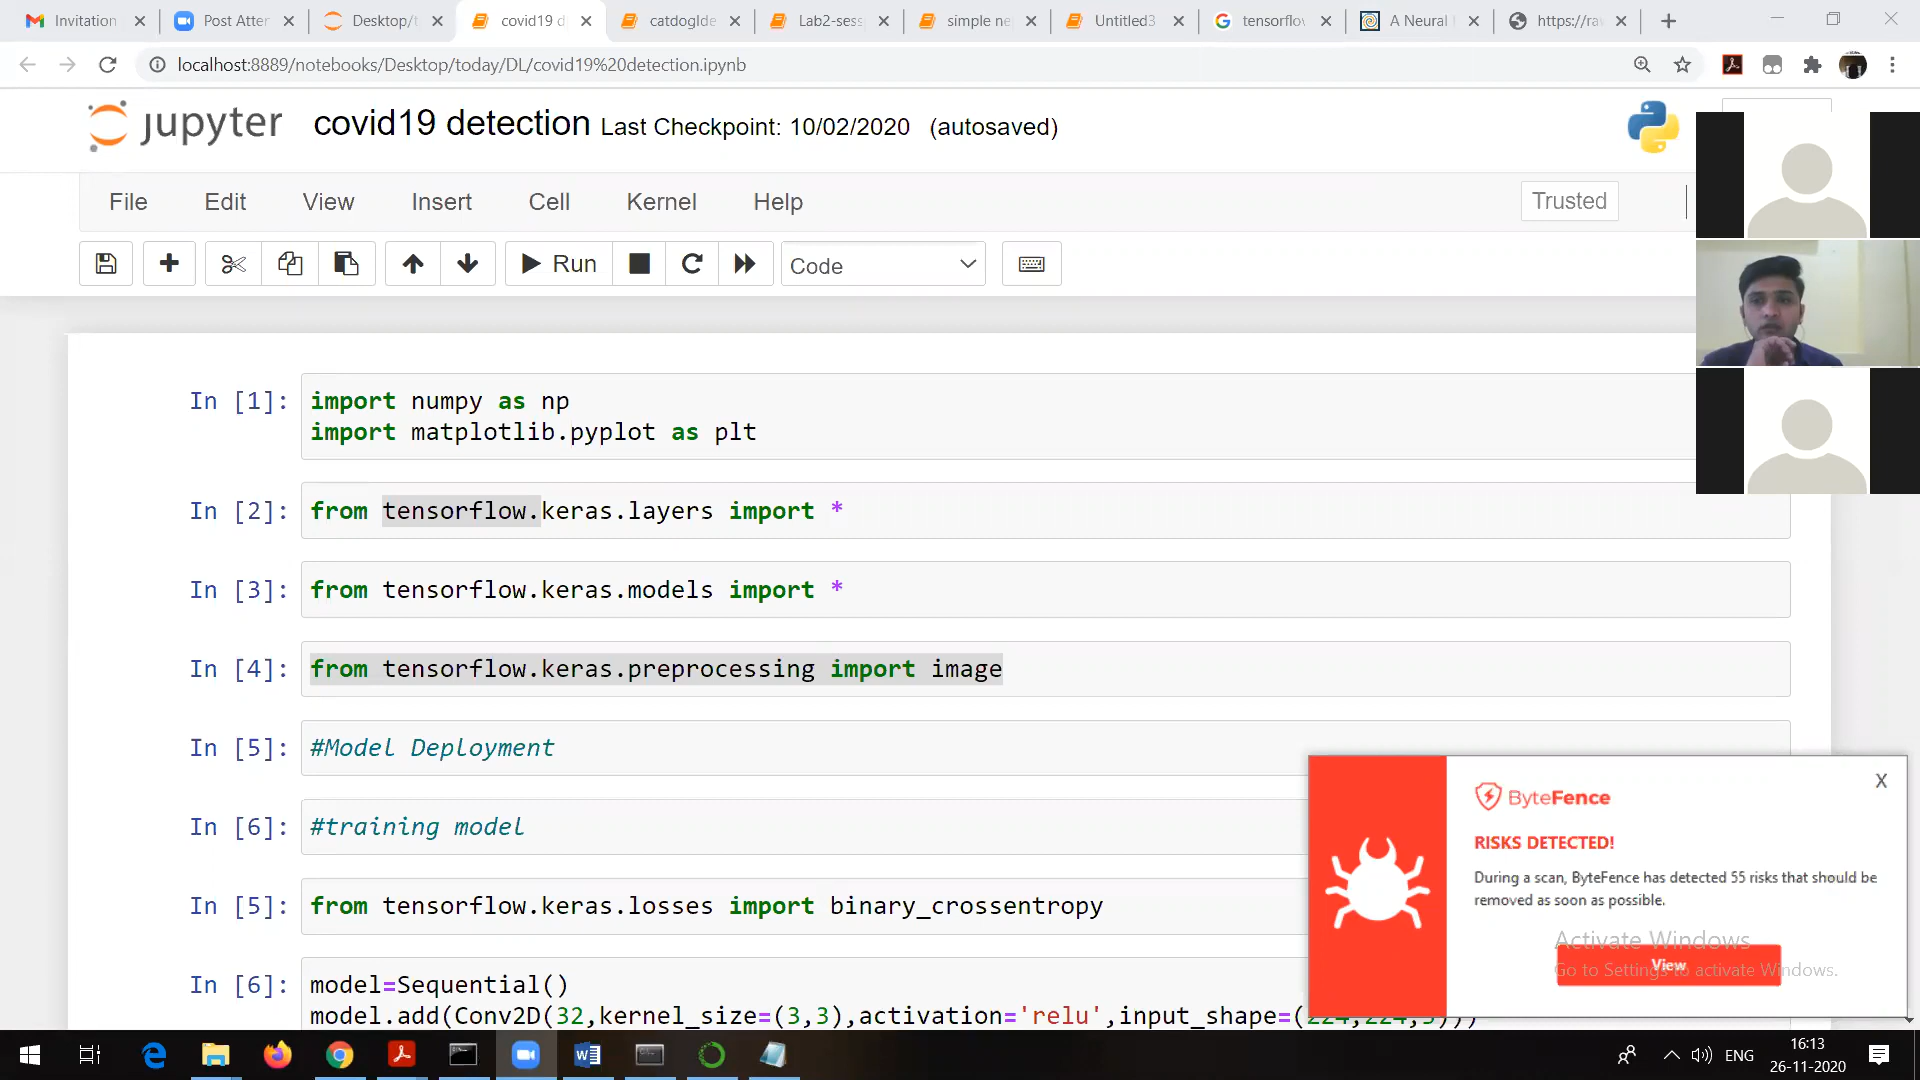 Invitation
Post Atter
Desktop/t
covid19 d
catdogIde
Lab2-sess
simple ne
Untitled3
tensorflov
A Neural
https://ra
localhost:8889/notebooks/Desktop/today/DL/covid19%20detection.ipynb
jupyter covid19 detection Last Checkpoint: 10/02/2020 (autosaved)
File Edit View Insert Cell Kernel Help Trusted
Run Code
In [1]: import numpy as np
import matplotlib.pyplot as plt
In [2]: from tensorflow.keras.layers import *
In [3]: from tensorflow.keras.models import *
In [4]: from tensorflow.keras.preprocessing import image
In [5]: #Model Deployment
In [6]: #training model
In [5]: from tensorflow.keras.losses import binary_crossentropy
In [6]: model=Sequential()
model.add(Conv2D(32,kernel_size=(3,3),activation='relu',input_shape=(224,224,3)))
X
ByteFence
RISKS DETECTED!
During a scan, ByteFence has detected 55 risks that should be
removed as soon as possible.
View
Activate Windows
Go to Settings to activate Windows.
ENG
16:13
26-11-2020